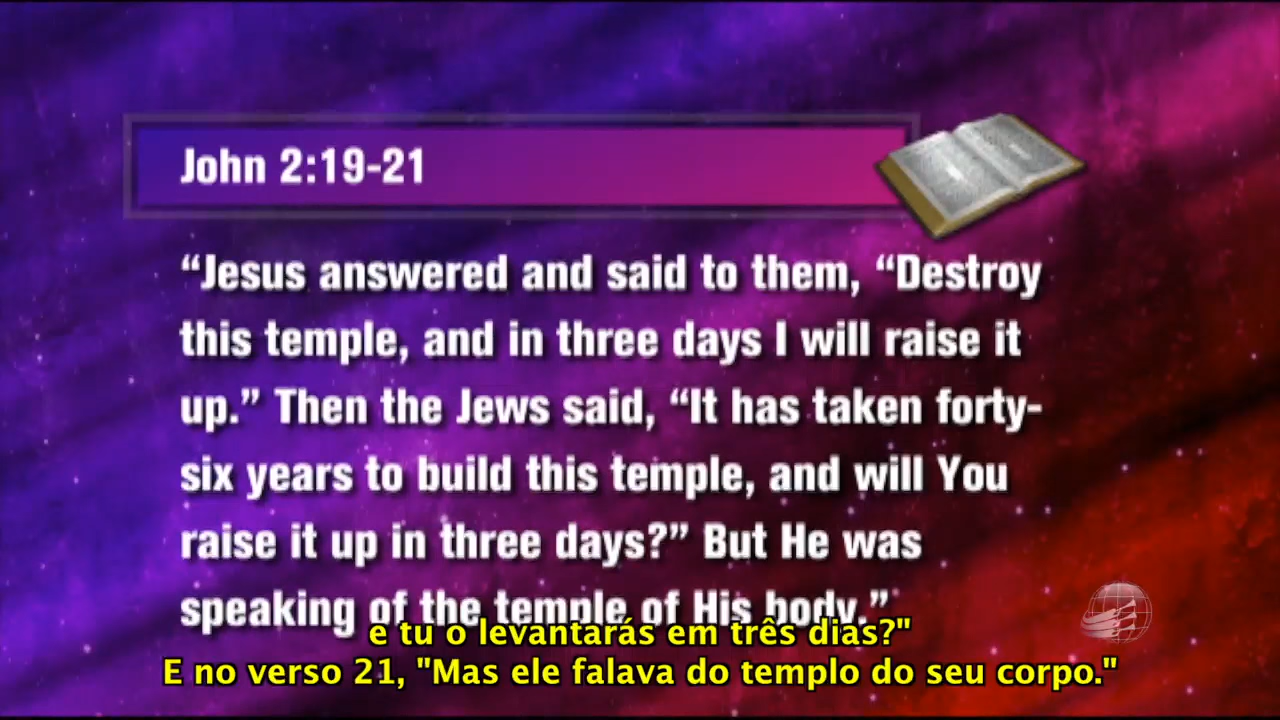 John 2:19-21
“Jesus answered and said to them, “Destroy
this temple, and in three days I will raise it
up.” Then the Jews said, “It has taken forty-
six years to build this temple, and will You
raise it up in three days?” But He was
speaking of the temple of His body.”
e tu o levantarás em três dias?"
E no verso 21, "Mas ele falava do templo do seu corpo."